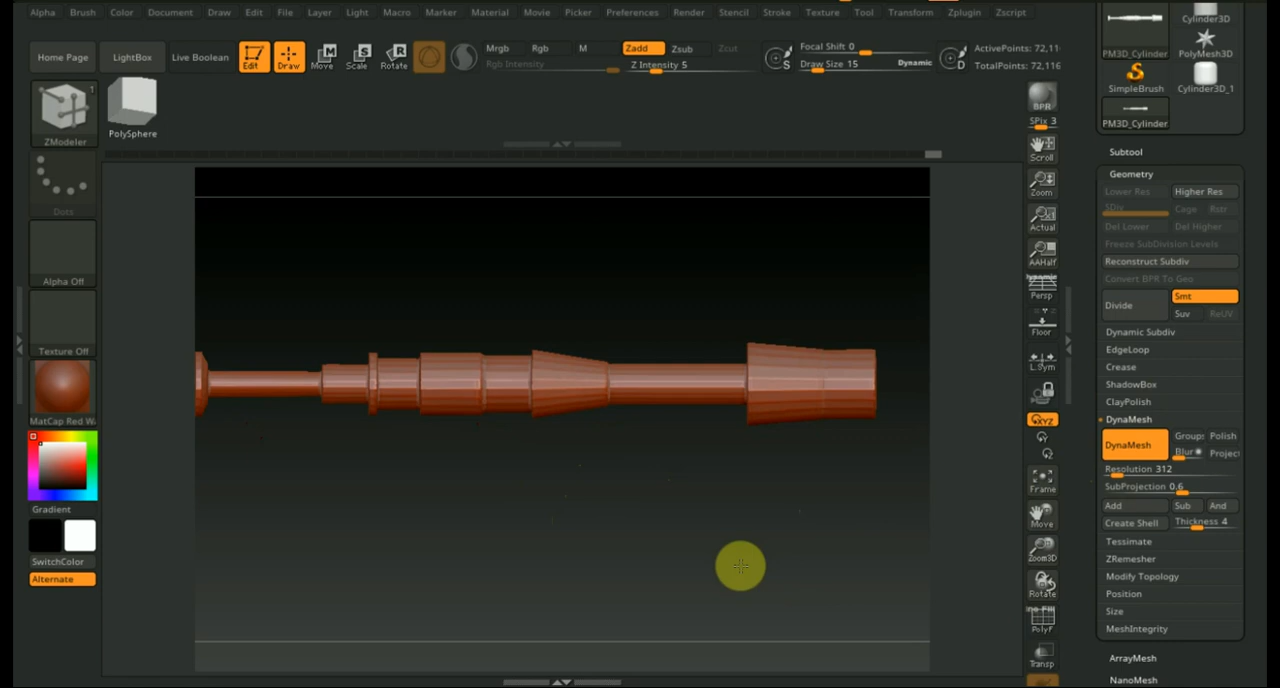 Alpha Brush Color Document Draw Edit File Layer Light Macro Marker Material Movie Picker Preferences Render Stencil Stroke Texture Tool Transform Zplugin Zscript
Home Page
LightBox
Live Boolean
Edit
Draw
Move
Scale
Rotate
Mrgb Rgb M Zadd Zsub Zcut
Rgb Intensity
Z Intensity 5
S
Focal Shift 0
Draw Size 15
Dynamic
D
ActivePoints: 72,11
TotalPoints: 72,116
1
ZModeler
PolySphere
Dots
Alpha Off
Texture Off
MatCap Red W
Gradient
SwitchColor
Alternate
BPR
SPix 3
Scroll
Zoom
Actual
AAHalf
Persp
Floor
L.Sym
XYZ
Frame
Move
Zoom3D
Rotate
PolyF
Transp
Cylinder3D
PM3D_Cylinder
PolyMesh3D
SimpleBrush
Cylinder3D_1
PM3D_Cylinder
Subtool
Geometry
Lower Res Higher Res
SDiv Cage Rstr
Del Lower Del Higher
Freeze SubDivision Levels
Reconstruct Subdiv
Convert BPR To Geo
Divide
Smt
Suv ReUV
Dynamic Subdiv
EdgeLoop
Crease
ShadowBox
ClayPolish
DynaMesh
DynaMesh
Groups Polish
Blur Project
Resolution 312
SubProjection 0.6
Add Sub And
Create Shell Thickness 4
Tessimate
ZRemesher
Modify Topology
Position
Size
MeshIntegrity
ArrayMesh
NanoMesh